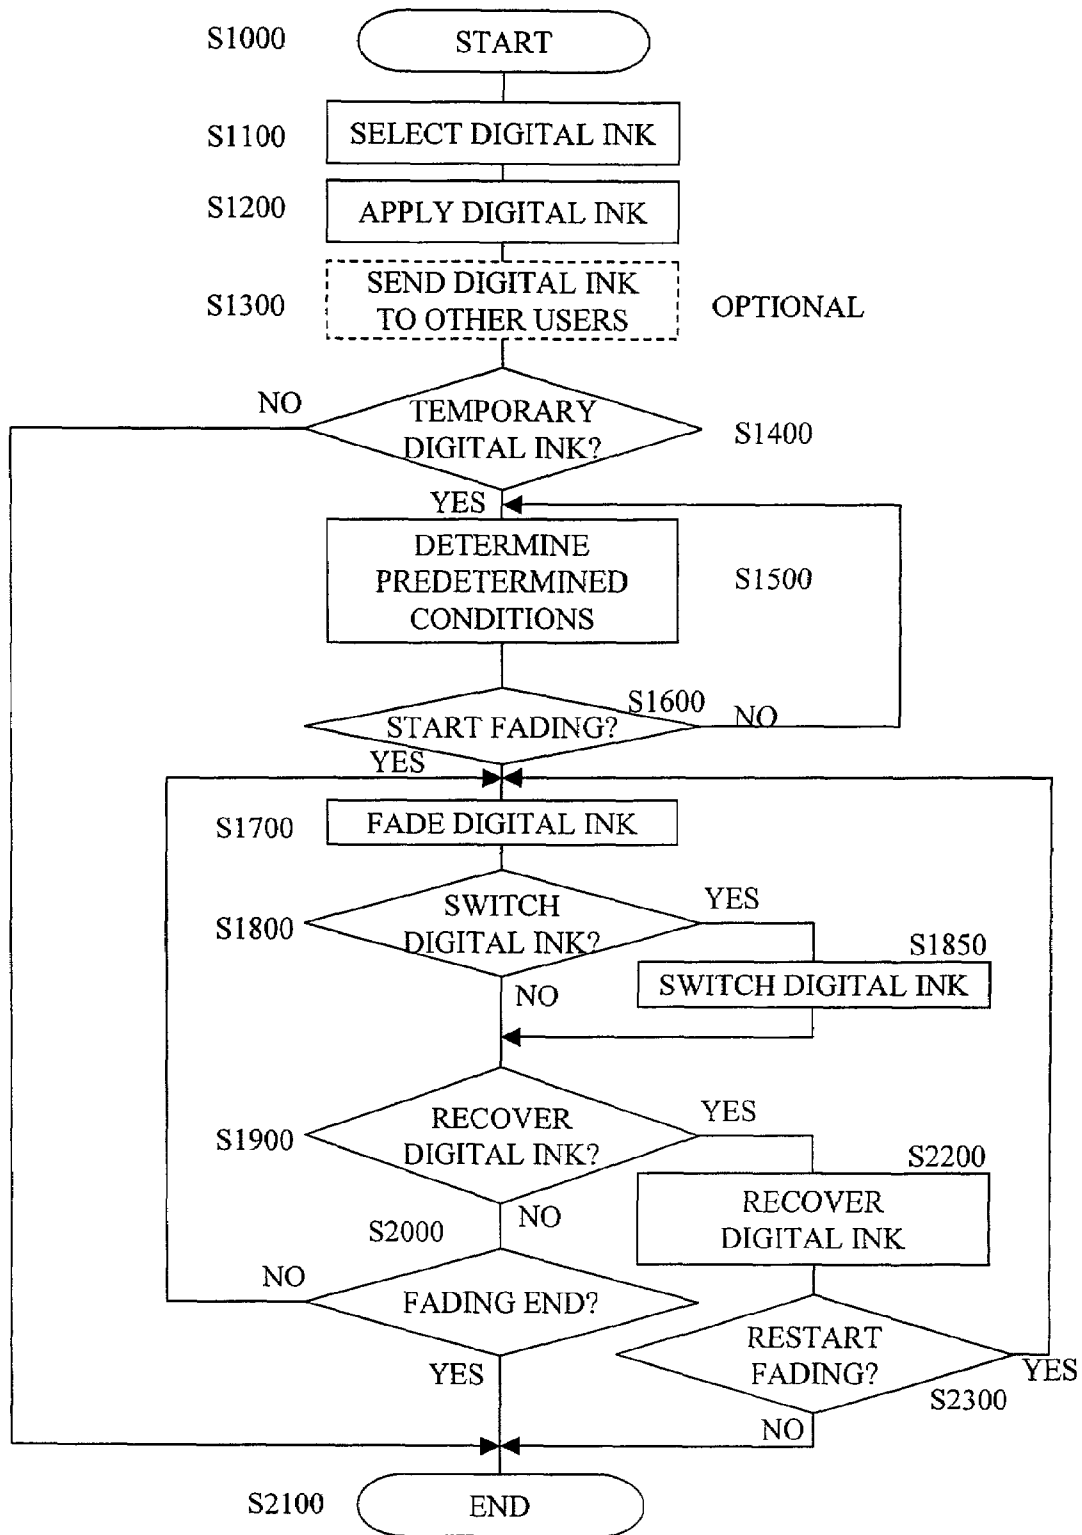 S1000
START
S1100
SELECT DIGITAL INK
S1200
APPLY DIGITAL INK
S1300
SEND DIGITAL INK
TO OTHER USERS
OPTIONAL
NO
TEMPORARY
DIGITAL INK?
S1400
YES
DETERMINE
PREDETERMINED
CONDITIONS
S1500
S1600
START FADING?
NO
YES
S1700
FADE DIGITAL INK
S1800
SWITCH
DIGITAL INK?
YES
S1850
SWITCH DIGITAL INK
NO
S1900
RECOVER
DIGITAL INK?
YES
S2200
RECOVER
DIGITAL INK
NO
S2000
NO
FADING END?
YES
RESTART
FADING?
YES
S2300
NO
S2100
END